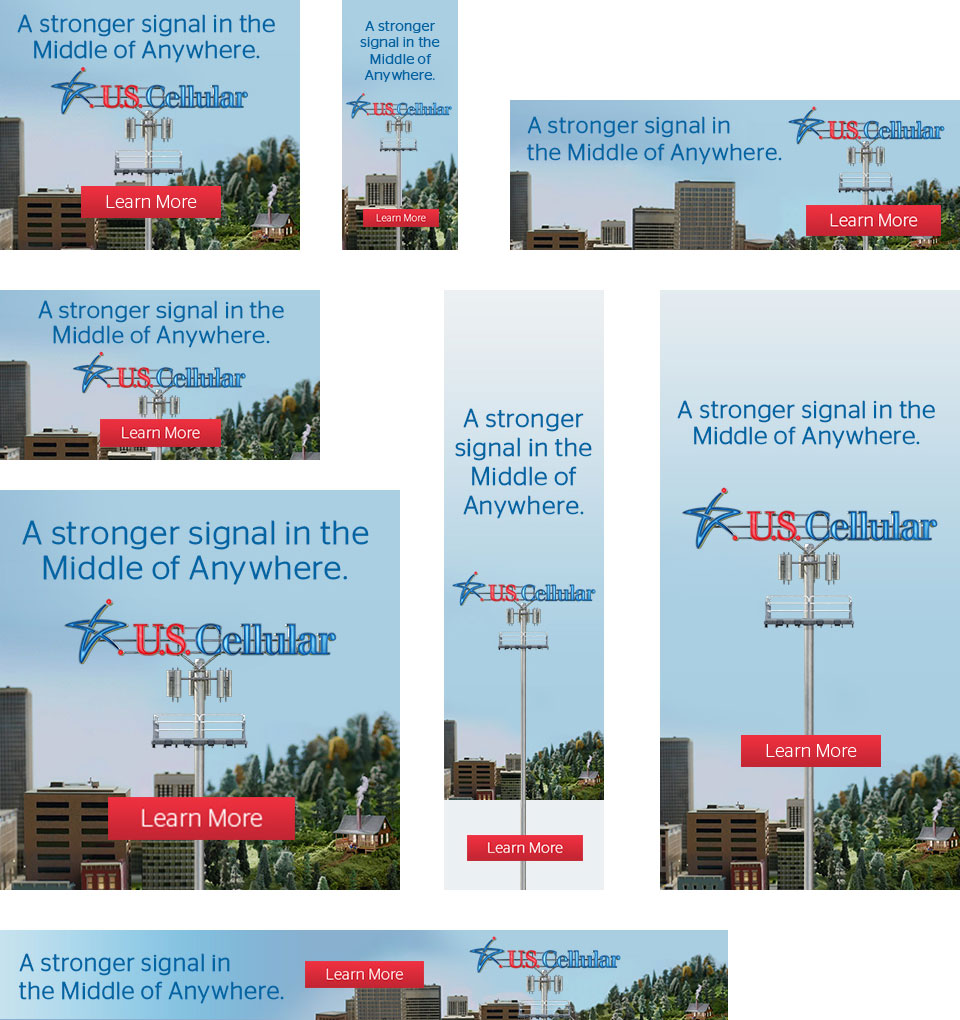 A stronger signal in the
Middle of Anywhere.
U.S. Cellular
Learn More
A stronger
signal in the
Middle of
Anywhere.
U.S. Cellular
Learn More
A stronger signal in
the Middle of Anywhere.
U.S. Cellular
Learn More
A stronger signal in the
Middle of Anywhere.
U.S. Cellular
Learn More
A stronger
signal in the
Middle of
Anywhere.
U.S. Cellular
Learn More
A stronger signal in the
Middle of Anywhere.
U.S. Cellular
Learn More
A stronger signal in the
Middle of Anywhere.
U.S. Cellular
Learn More
A stronger signal in
the Middle of Anywhere.
Learn More
U.S. Cellular